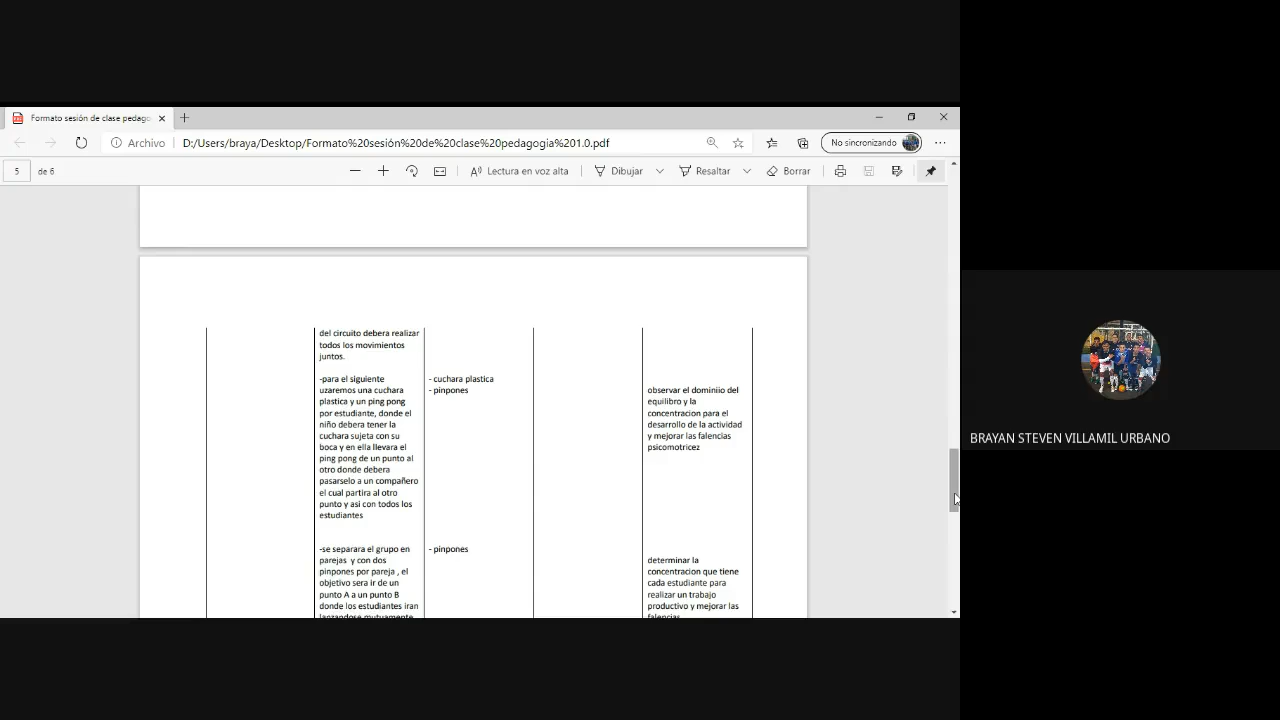 Formato sesión de clase pedago
Archivo
D:/Users/braya/Desktop/Formato%20sesión%20de%20clase%20pedagogia%201.0.pdf
No sincronizando
5
de 6
Lectura en voz alta
Dibujar
Resaltar
Borrar
del circuito debera realizar
todos los movimientos
juntos.
-para el siguiente
uzaremos una cuchara
plastica y un ping pong
por estudiante, donde el
niño debera tener la
cuchara sujeta con su
boca y en ella llevara el
ping pong de un punto al
otro donde debera
pasarselo a un compañero
el cual partira al otro
punto y asi con todos los
estudiantes
- cuchara plastica
- pinpones
observar el dominiio del
equilibro y la
concentracion para el
desarrollo de la actividad
y mejorar las falencias
psicomotricez
-se separara el grupo en
parejas y con dos
pinpones por pareja , el
objetivo sera ir de un
punto A a un punto B
donde los estudiantes iran
lanzandose mutuamente
- pinpones
determinar la
concentracion que tiene
cada estudiante para
realizar un trabajo
productivo y mejorar las
falencias
BRAYAN STEVEN VILLAMIL URBANO